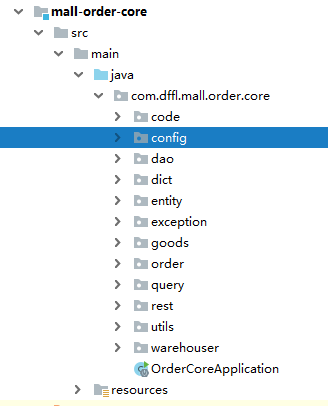 mall-order-core
src
main
java
com.dffl.mall.order.core
code
config
dao
dict
entity
exception
goods
order
query
rest
utils
warehouser
OrderCoreApplication
resources